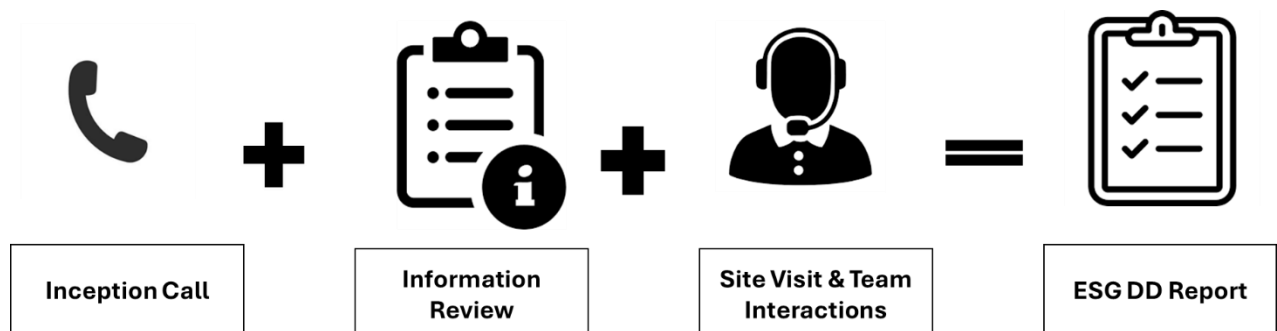 Inception Call
Information
Review
Site Visit & Team
Interactions
ESG DD Report